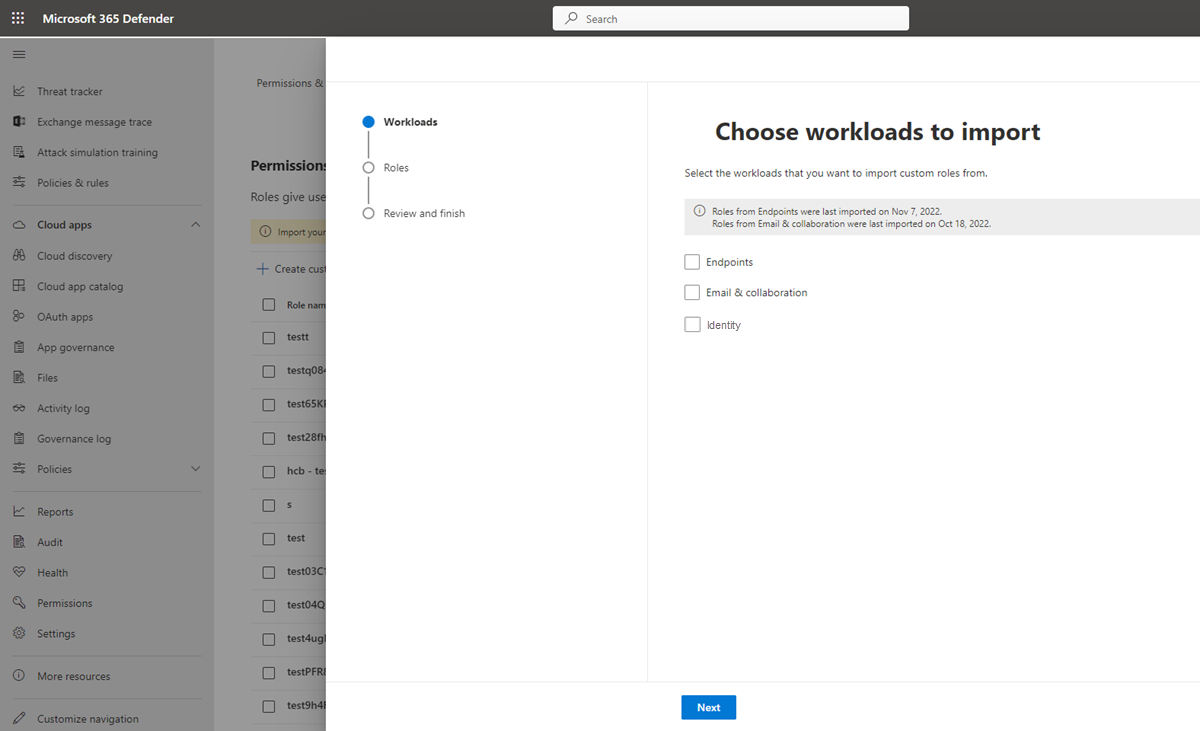 Microsoft 365 Defender
Search
Threat tracker
Exchange message trace
Attack simulation training
Policies & rules
Cloud apps
Cloud discovery
Cloud app catalog
OAuth apps
App governance
Files
Activity log
Governance log
Policies
Reports
Audit
Health
Permissions
Settings
More resources
Customize navigation
Permissions &
Permissions
Roles give use
Import your
Create cust
Role nam
testt
testq084
test65K
test28fh
hcb - tes
s
test
test03C
test04Q
test4ug
testPFR8
test9h4
Workloads
Roles
Review and finish
Choose workloads to import
Select the workloads that you want to import custom roles from.
Roles from Endpoints were last imported on Nov 7, 2022.
Roles from Email & collaboration were last imported on Oct 18, 2022.
Endpoints
Email & collaboration
Identity
Next